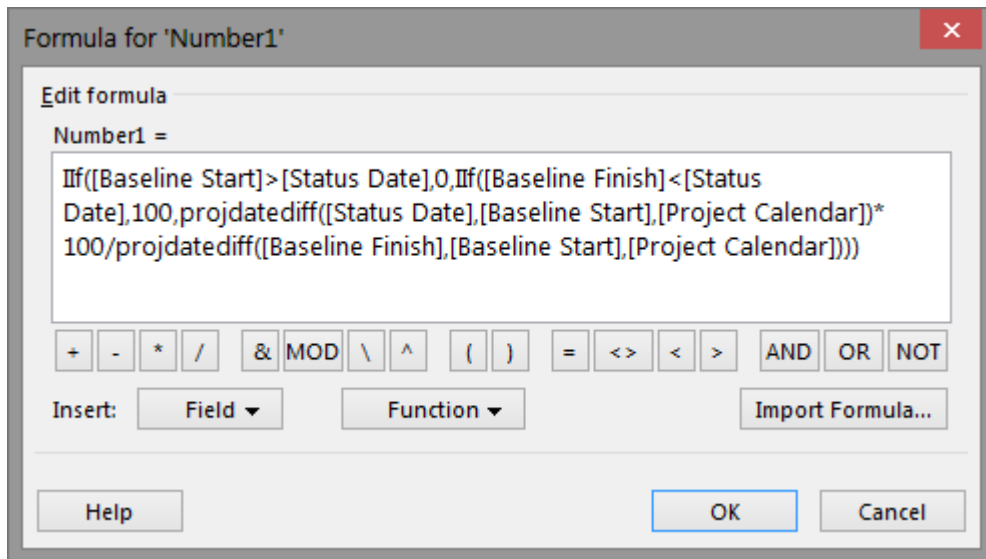 Formula for 'Number1'
Edit formula
Number1 =
IIf([Baseline Start]>[Status Date],0,IIf([Baseline Finish]<[Status
Date],100,projdatediff([Status Date],[Baseline Start],[Project Calendar])*
100/projdatediff([Baseline Finish],[Baseline Start],[Project Calendar])))
+ - * / & MOD \ ^ ( ) = <> < > AND OR NOT
Insert: Field Function Import Formula...
Help OK Cancel